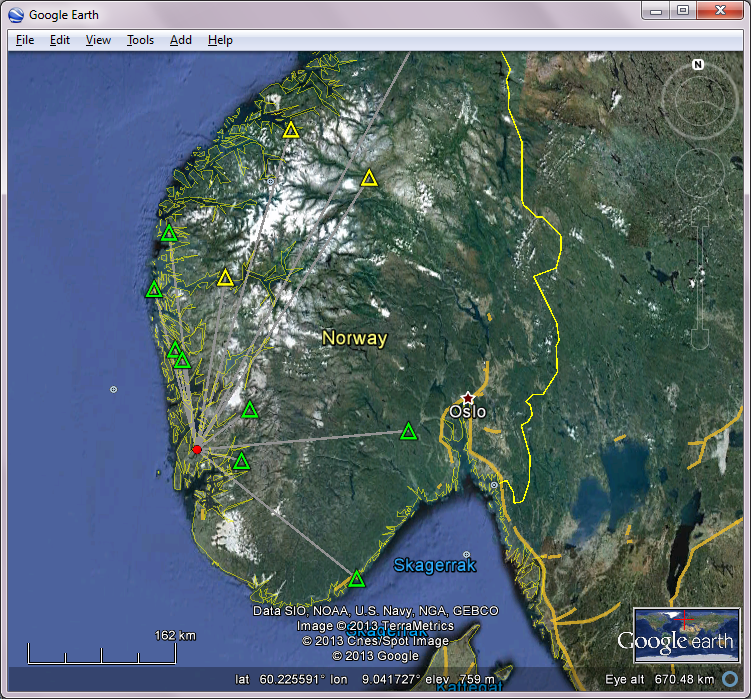 Google Earth
File Edit View Tools Add Help
N
Norway
Oslo
Skagerrak
Data SIO, NOAA, U.S. Navy, NGA, GEBCO
Image © 2013 TerraMetrics
© 2013 Cnes/Spot Image
Skagerrak
© 2013 Google
162 km
Google earth
Kattegat
lat 60.225591° lon 9.041727° elev 759 m Eye alt 670.48 km